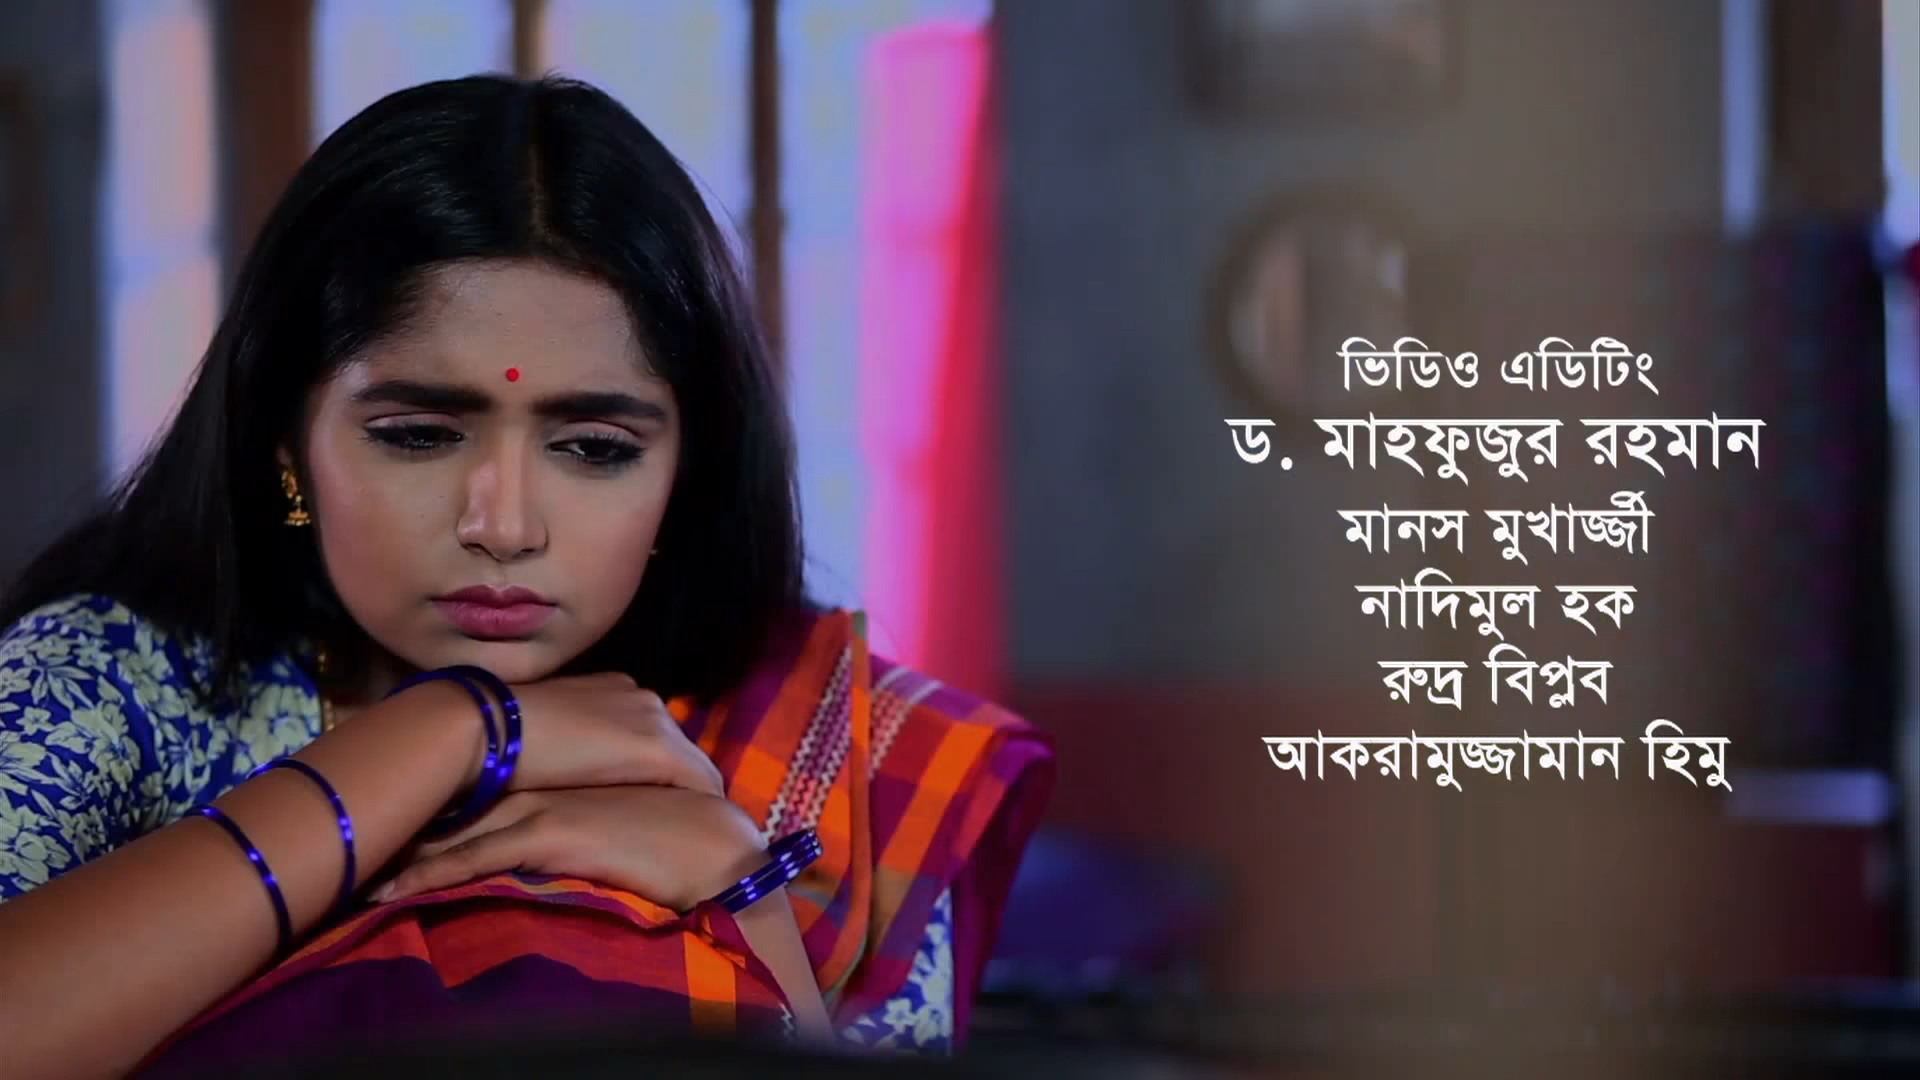 ভিডিও এডিটিং
ড. মাহফুজুর রহমান
মানস মুখার্জ্জী
নাদিমুল হক
রুদ্র বিপ্লব
আকরামুজ্জামান হিমু